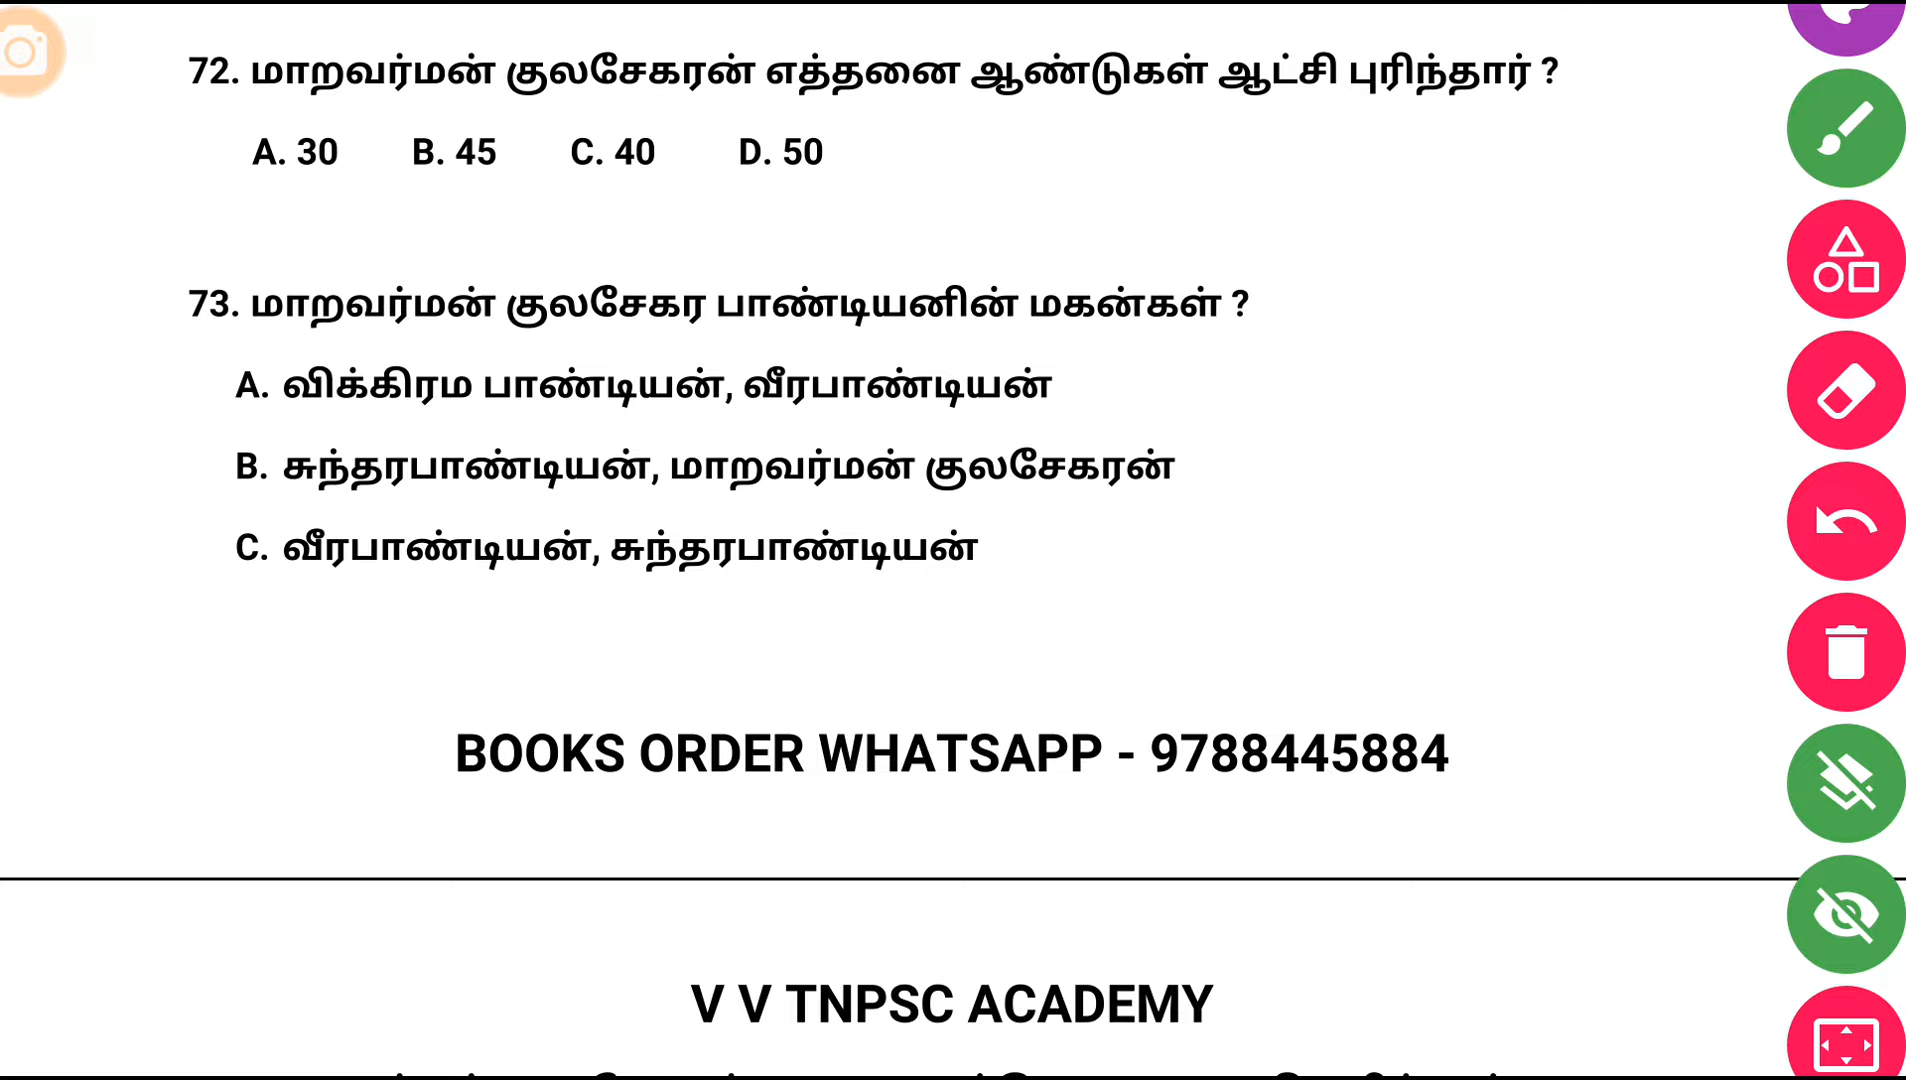 72. மாறவர்மன் குலசேகரன் எத்தனை ஆண்டுகள் ஆட்சி புரிந்தார் ?
A. 30 B. 45 C. 40 D. 50
73. மாறவர்மன் குலசேகர பாண்டியனின் மகன்கள் ?
A. விக்கிரம பாண்டியன், வீரபாண்டியன்
B. சுந்தரபாண்டியன், மாறவர்மன் குலசேகரன்
C. வீரபாண்டியன், சுந்தரபாண்டியன்
BOOKS ORDER WHATSAPP - 9788445884
V V TNPSC ACADEMY